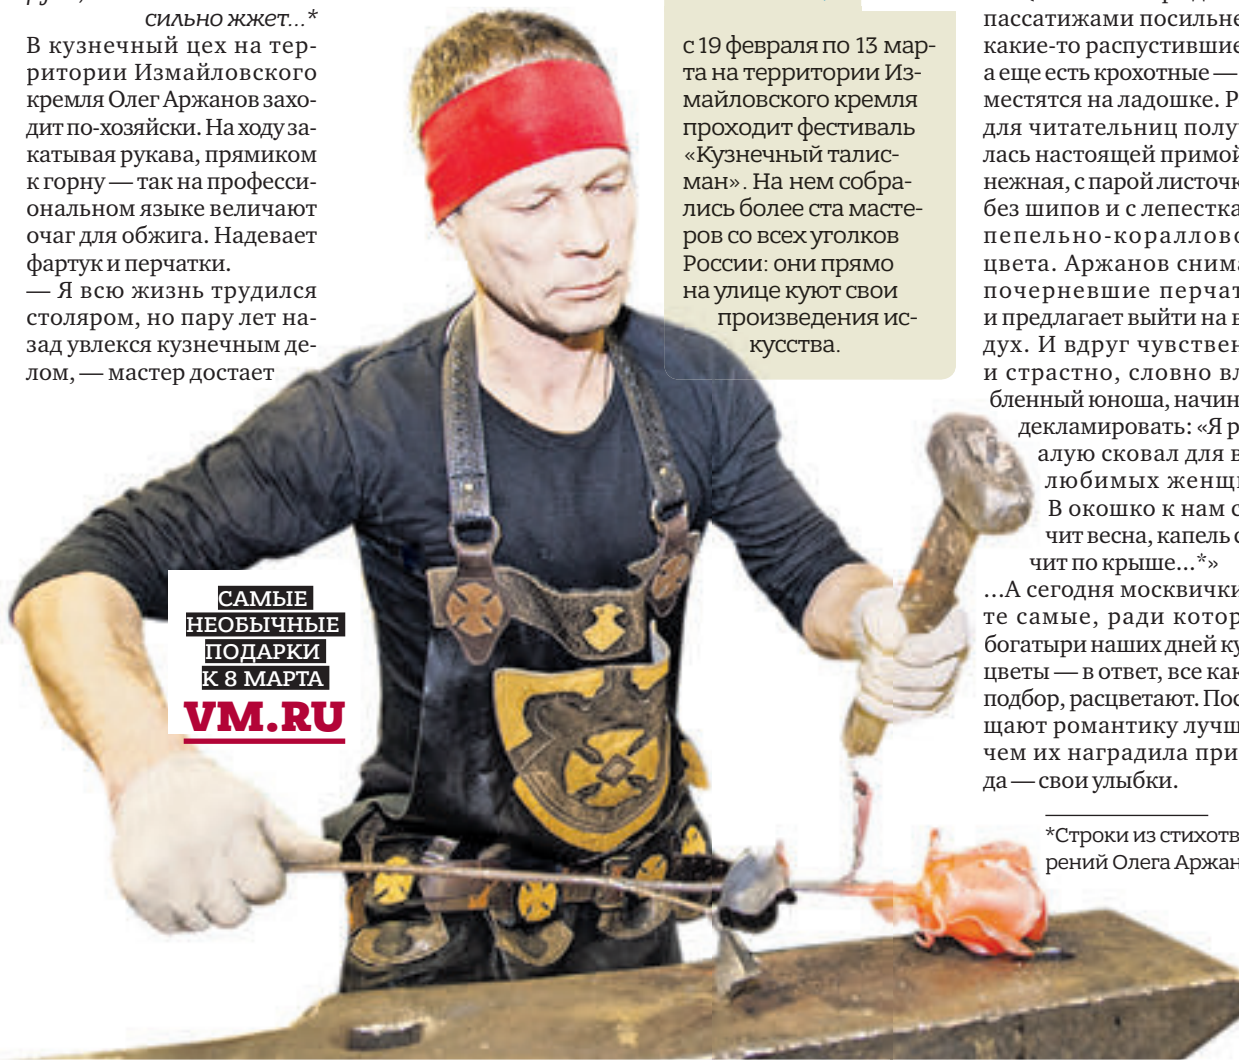 сильно жжет...*
В кузнечный цех на тер-
ритории Измайловского
кремля Олег Аржанов захо-
дит по-хозяйски. На ходу за-
катывая рукава, прямиком
к горну — так на професси-
ональном языке величают
очаг для обжига. Надевает
фартук и перчатки.
— Я всю жизнь трудился
столяром, но пару лет на-
зад увлекся кузнечным де-
лом, — мастер достает
САМЫЕ
НЕОБЫЧНЫЕ
ПОДАРКИ
К 8 МАРТА
VM.RU
с 19 февраля по 13 мар-
та на территории Из-
майловского кремля
проходит фестиваль
«Кузнечный талис-
ман». На нем собра-
лись более ста масте-
ров со всех уголков
России: они прямо
на улице куют свои
произведения ис-
кусства.
пассатижами посильне
какие-то распустившие
а еще есть крохотные —
местятся на ладошке. Р
для читательниц полу
лась настоящей примой
нежная, с парой листочк
без шипов и с лепестка
пепельно-кораллово
цвета. Аржанов снима
почерневшие перчат
и предлагает выйти на в
дух. И вдруг чувствен
и страстно, словно вл
бленный юноша, начин
декламировать: «Я р
алую сковал для в
любимых женщи
В окошко к нам с
чит весна, капель с
чит по крыше...*»
...А сегодня москвички
те самые, ради котор
богатыри наших дней ку
цветы — в ответ, все как
подбор, расцветают. Пос
щают романтику лучш
чем их наградила при
да — свои улыбки.
*Строки из стихотв
рений Олега Аржан